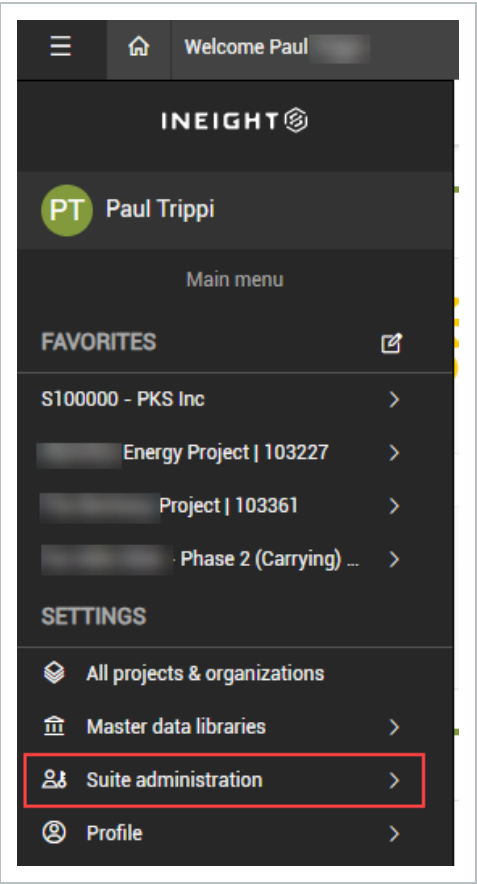 Welcome Paul
INEIGHT
PT Paul Trippi
Main menu
FAVORITES
S100000 - PKS Inc
Energy Project | 103227
Project | 103361
- Phase 2 (Carrying) ...
SETTINGS
All projects & organizations
Master data libraries
Suite administration
Profile